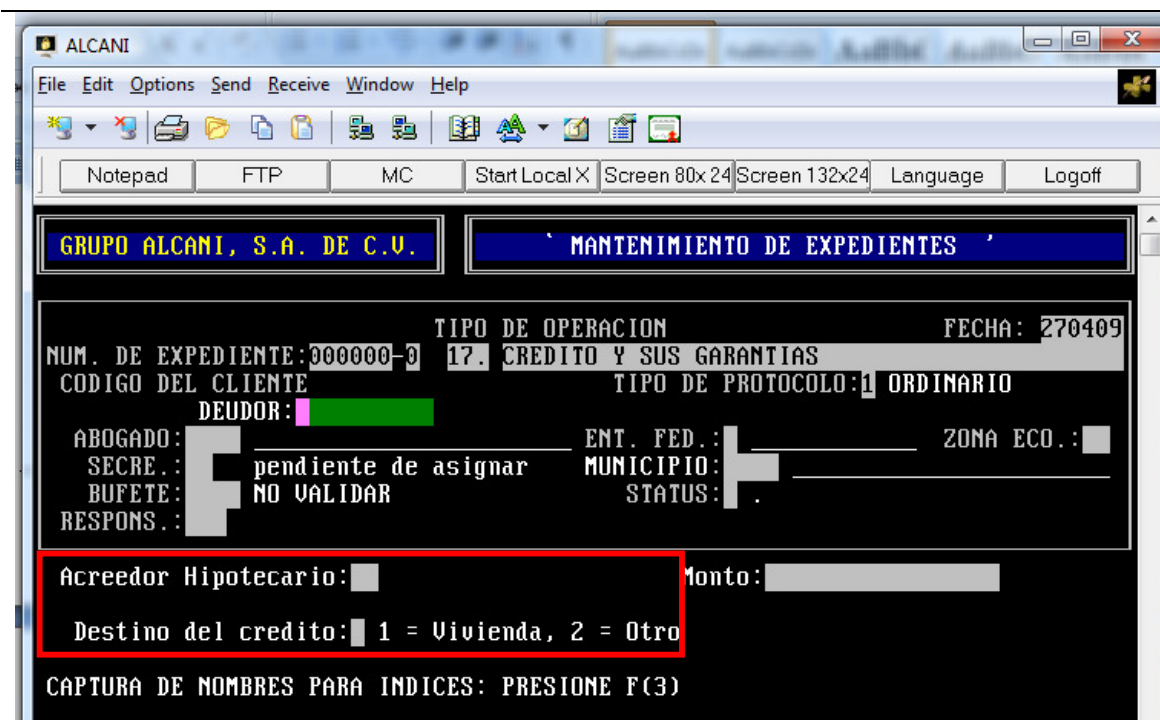 ALCANI
File Edit Options Send Receive Window Help
Notepad FTP MC Start Local X Screen 80x 24 Screen 132x24 Language Logoff
GRUPO ALCANI, S.A. DE C.V. ` MANTENIMIENTO DE EXPEDIENTES '
TIPO DE OPERACION FECHA: 270409
NUM. DE EXPEDIENTE:000000-0 17. CREDITO Y SUS GARANTIAS
CODIGO DEL CLIENTE TIPO DE PROTOCOLO:1 ORDINARIO
DEUDOR:
ABOGADO: ENT. FED.: ZONA ECO.:
SECRE.: pendiente de asignar MUNICIPIO:
BUFETE: NO VALIDAR STATUS: .
RESPONS.:
Acreedor Hipotecario: Monto:
Destino del credito: 1 = Vivienda, 2 = Otro
CAPTURA DE NOMBRES PARA INDICES: PRESIONE F(3)